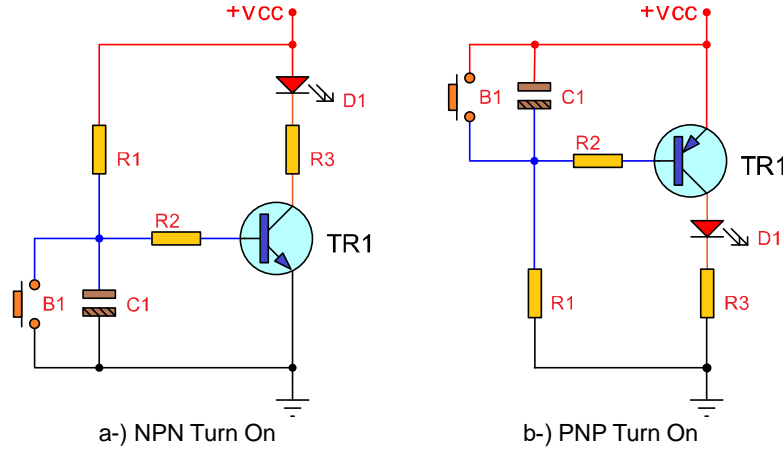 +VCC
D1
R1
R3
R2
TR1
B1
C1
a-) NPN Turn On
+VCC
B1
C1
R2
TR1
D1
R1
R3
b-) PNP Turn On